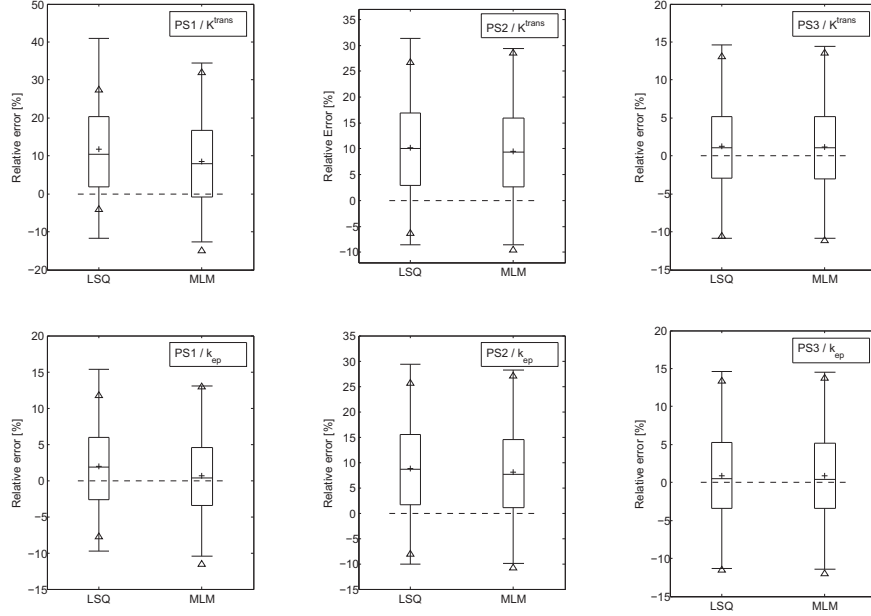 PS1 / K^trans
Relative error [%]
50
40
30
20
10
0
−10
−20
LSQ
MLM
PS2 / K^trans
Relative Error [%]
35
30
25
20
15
10
5
0
−5
−10
LSQ
MLM
PS3 / K^trans
Relative error [%]
20
15
10
5
0
−5
−10
−15
LSQ
MLM
PS1 / k_ep
Relative error [%]
20
15
10
5
0
−5
−10
−15
LSQ
MLM
PS2 / k_ep
Relative error [%]
35
30
25
20
15
10
5
0
−5
−10
−15
LSQ
MLM
PS3 / k_ep
Relative error [%]
20
15
10
5
0
−5
−10
−15
LSQ
MLM